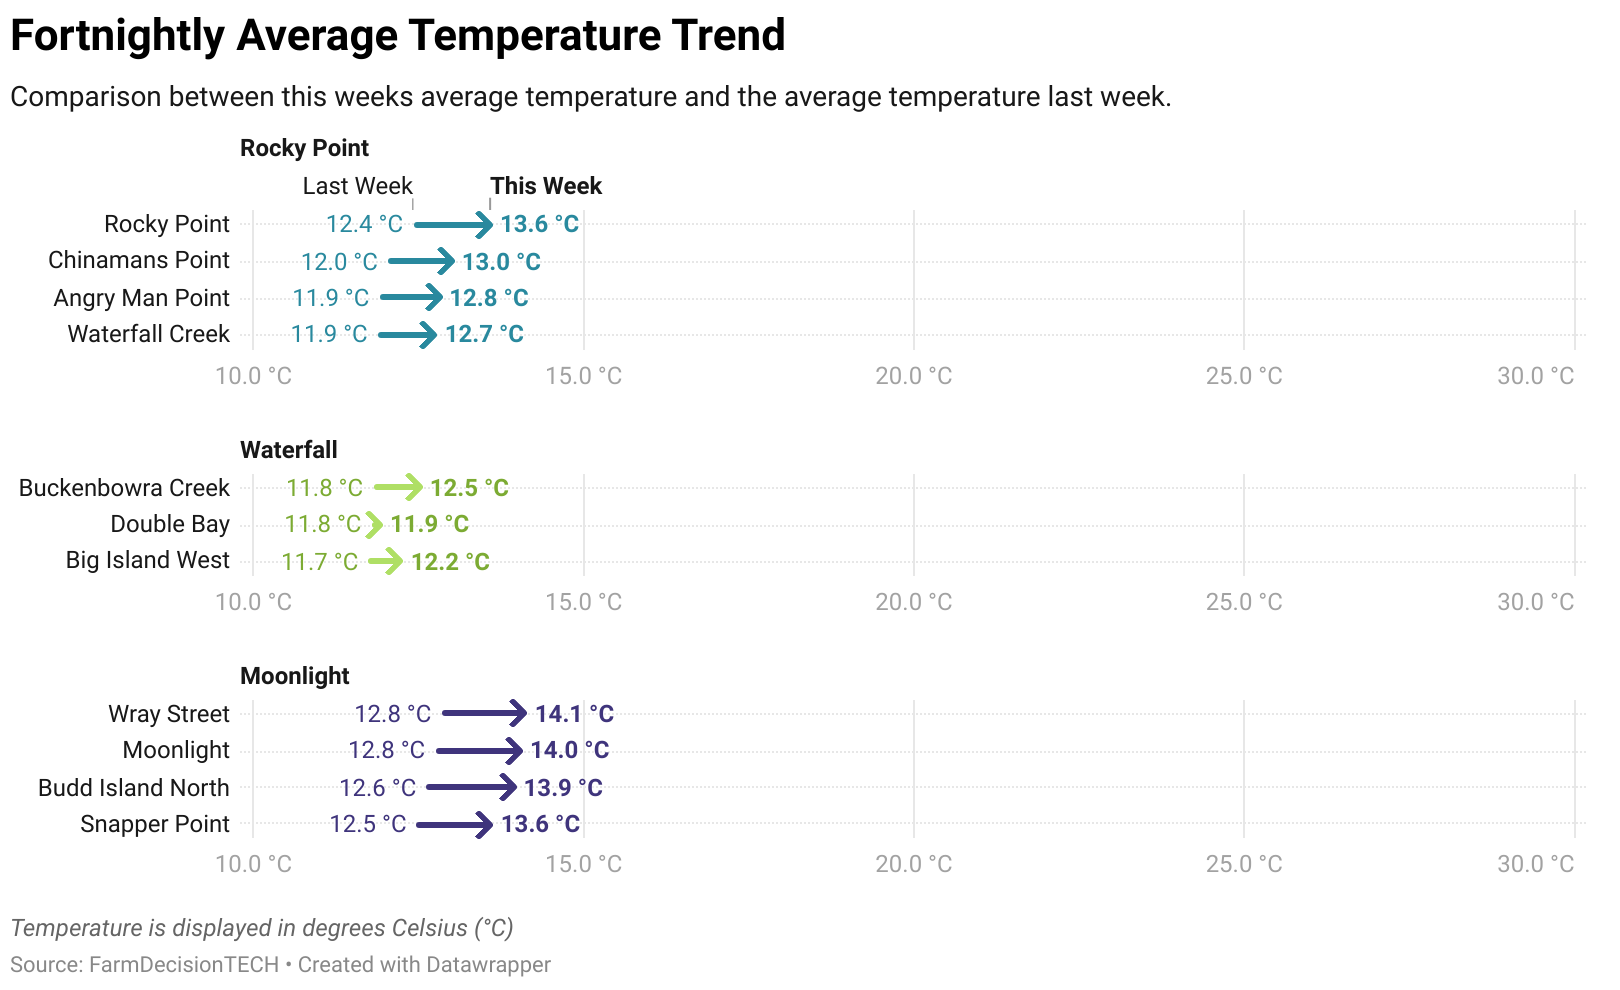 Fortnightly Average Temperature Trend
Comparison between this weeks average temperature and the average temperature last week.
Rocky Point
Last Week This Week
Rocky Point 12.4 °C 13.6 °C
Chinamans Point 12.0 °C 13.0 °C
Angry Man Point 11.9 °C 12.8 °C
Waterfall Creek 11.9 °C 12.7 °C
10.0 °C 15.0 °C 20.0 °C 25.0 °C 30.0 °C
Waterfall
Buckenbowra Creek 11.8 °C 12.5 °C
Double Bay 11.8 °C 11.9 °C
Big Island West 11.7 °C 12.2 °C
10.0 °C 15.0 °C 20.0 °C 25.0 °C 30.0 °C
Moonlight
Wray Street 12.8 °C 14.1 °C
Moonlight 12.8 °C 14.0 °C
Budd Island North 12.6 °C 13.9 °C
Snapper Point 12.5 °C 13.6 °C
10.0 °C 15.0 °C 20.0 °C 25.0 °C 30.0 °C
Temperature is displayed in degrees Celsius (°C)
Source: FarmDecisionTECH • Created with Datawrapper